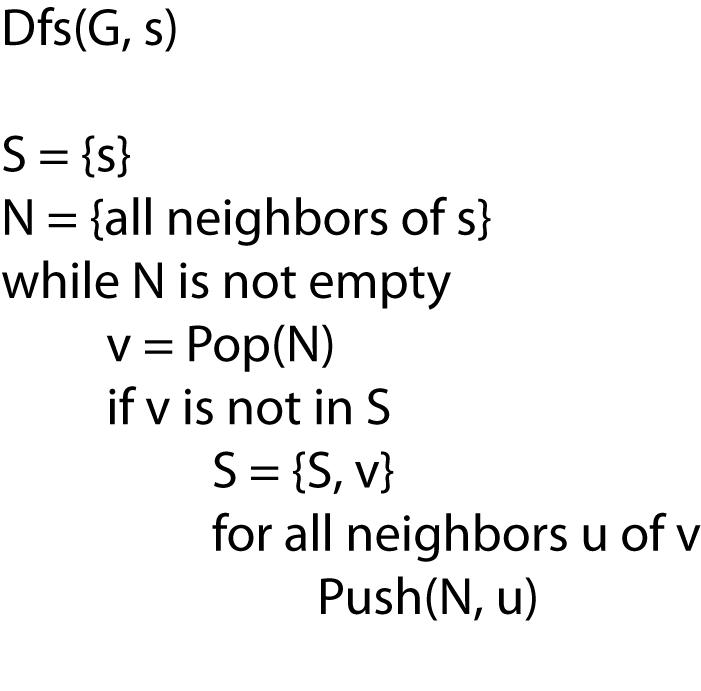 Dfs(G, s)
S = {s}
N = {all neighbors of s}
while N is not empty
v = Pop(N)
if v is not in S
S = {S, v}
for all neighbors u of v
Push(N, u)